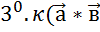 3⁰. κ(a⃗ * в⃗